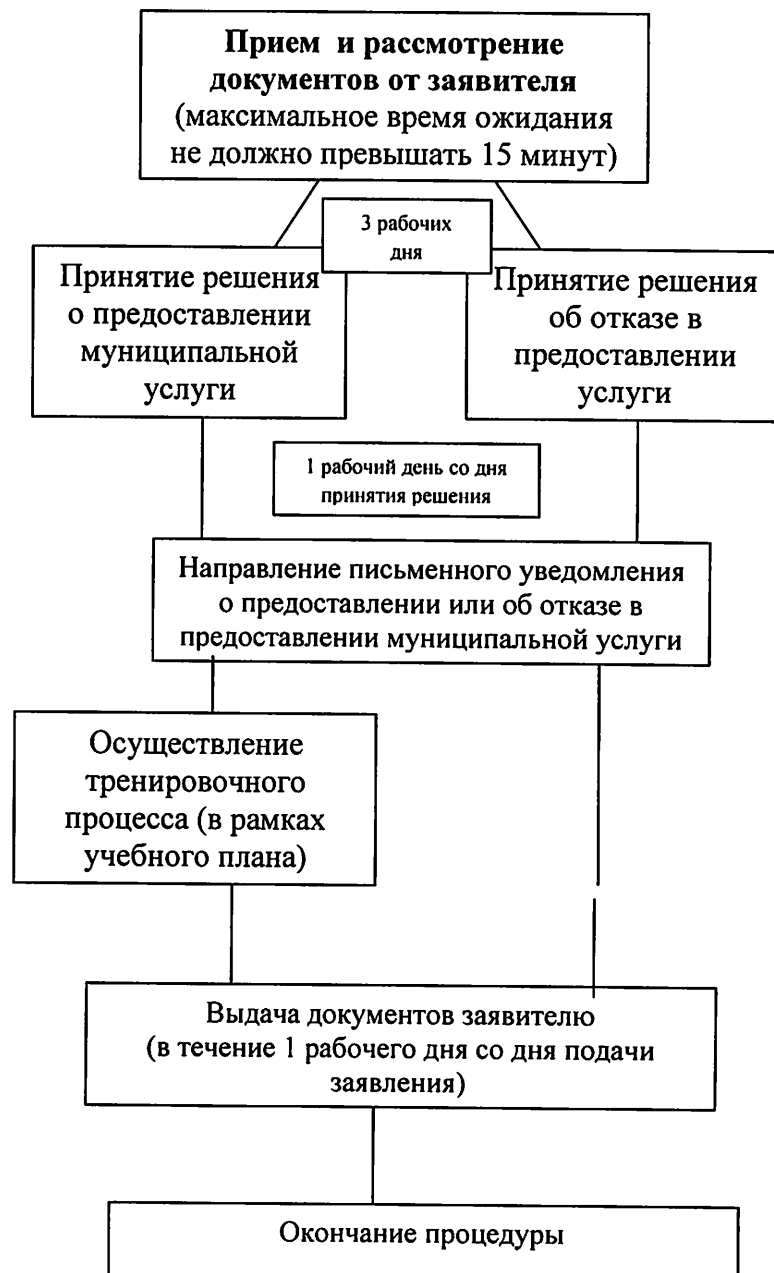 Прием и рассмотрение
документов от заявителя
(максимальное время ожидания
не должно превышать 15 минут)
3 рабочих
дня
Принятие решения
о предоставлении
муниципальной
услуги
Принятие решения
об отказе в
предоставлении
услуги
1 рабочий день со дня
принятия решения
Направление письменного уведомления
о предоставлении или об отказе в
предоставлении муниципальной услуги
Осуществление
тренировочного
процесса (в рамках
учебного плана)
Выдача документов заявителю
(в течение 1 рабочего дня со дня подачи
заявления)
Окончание процедуры